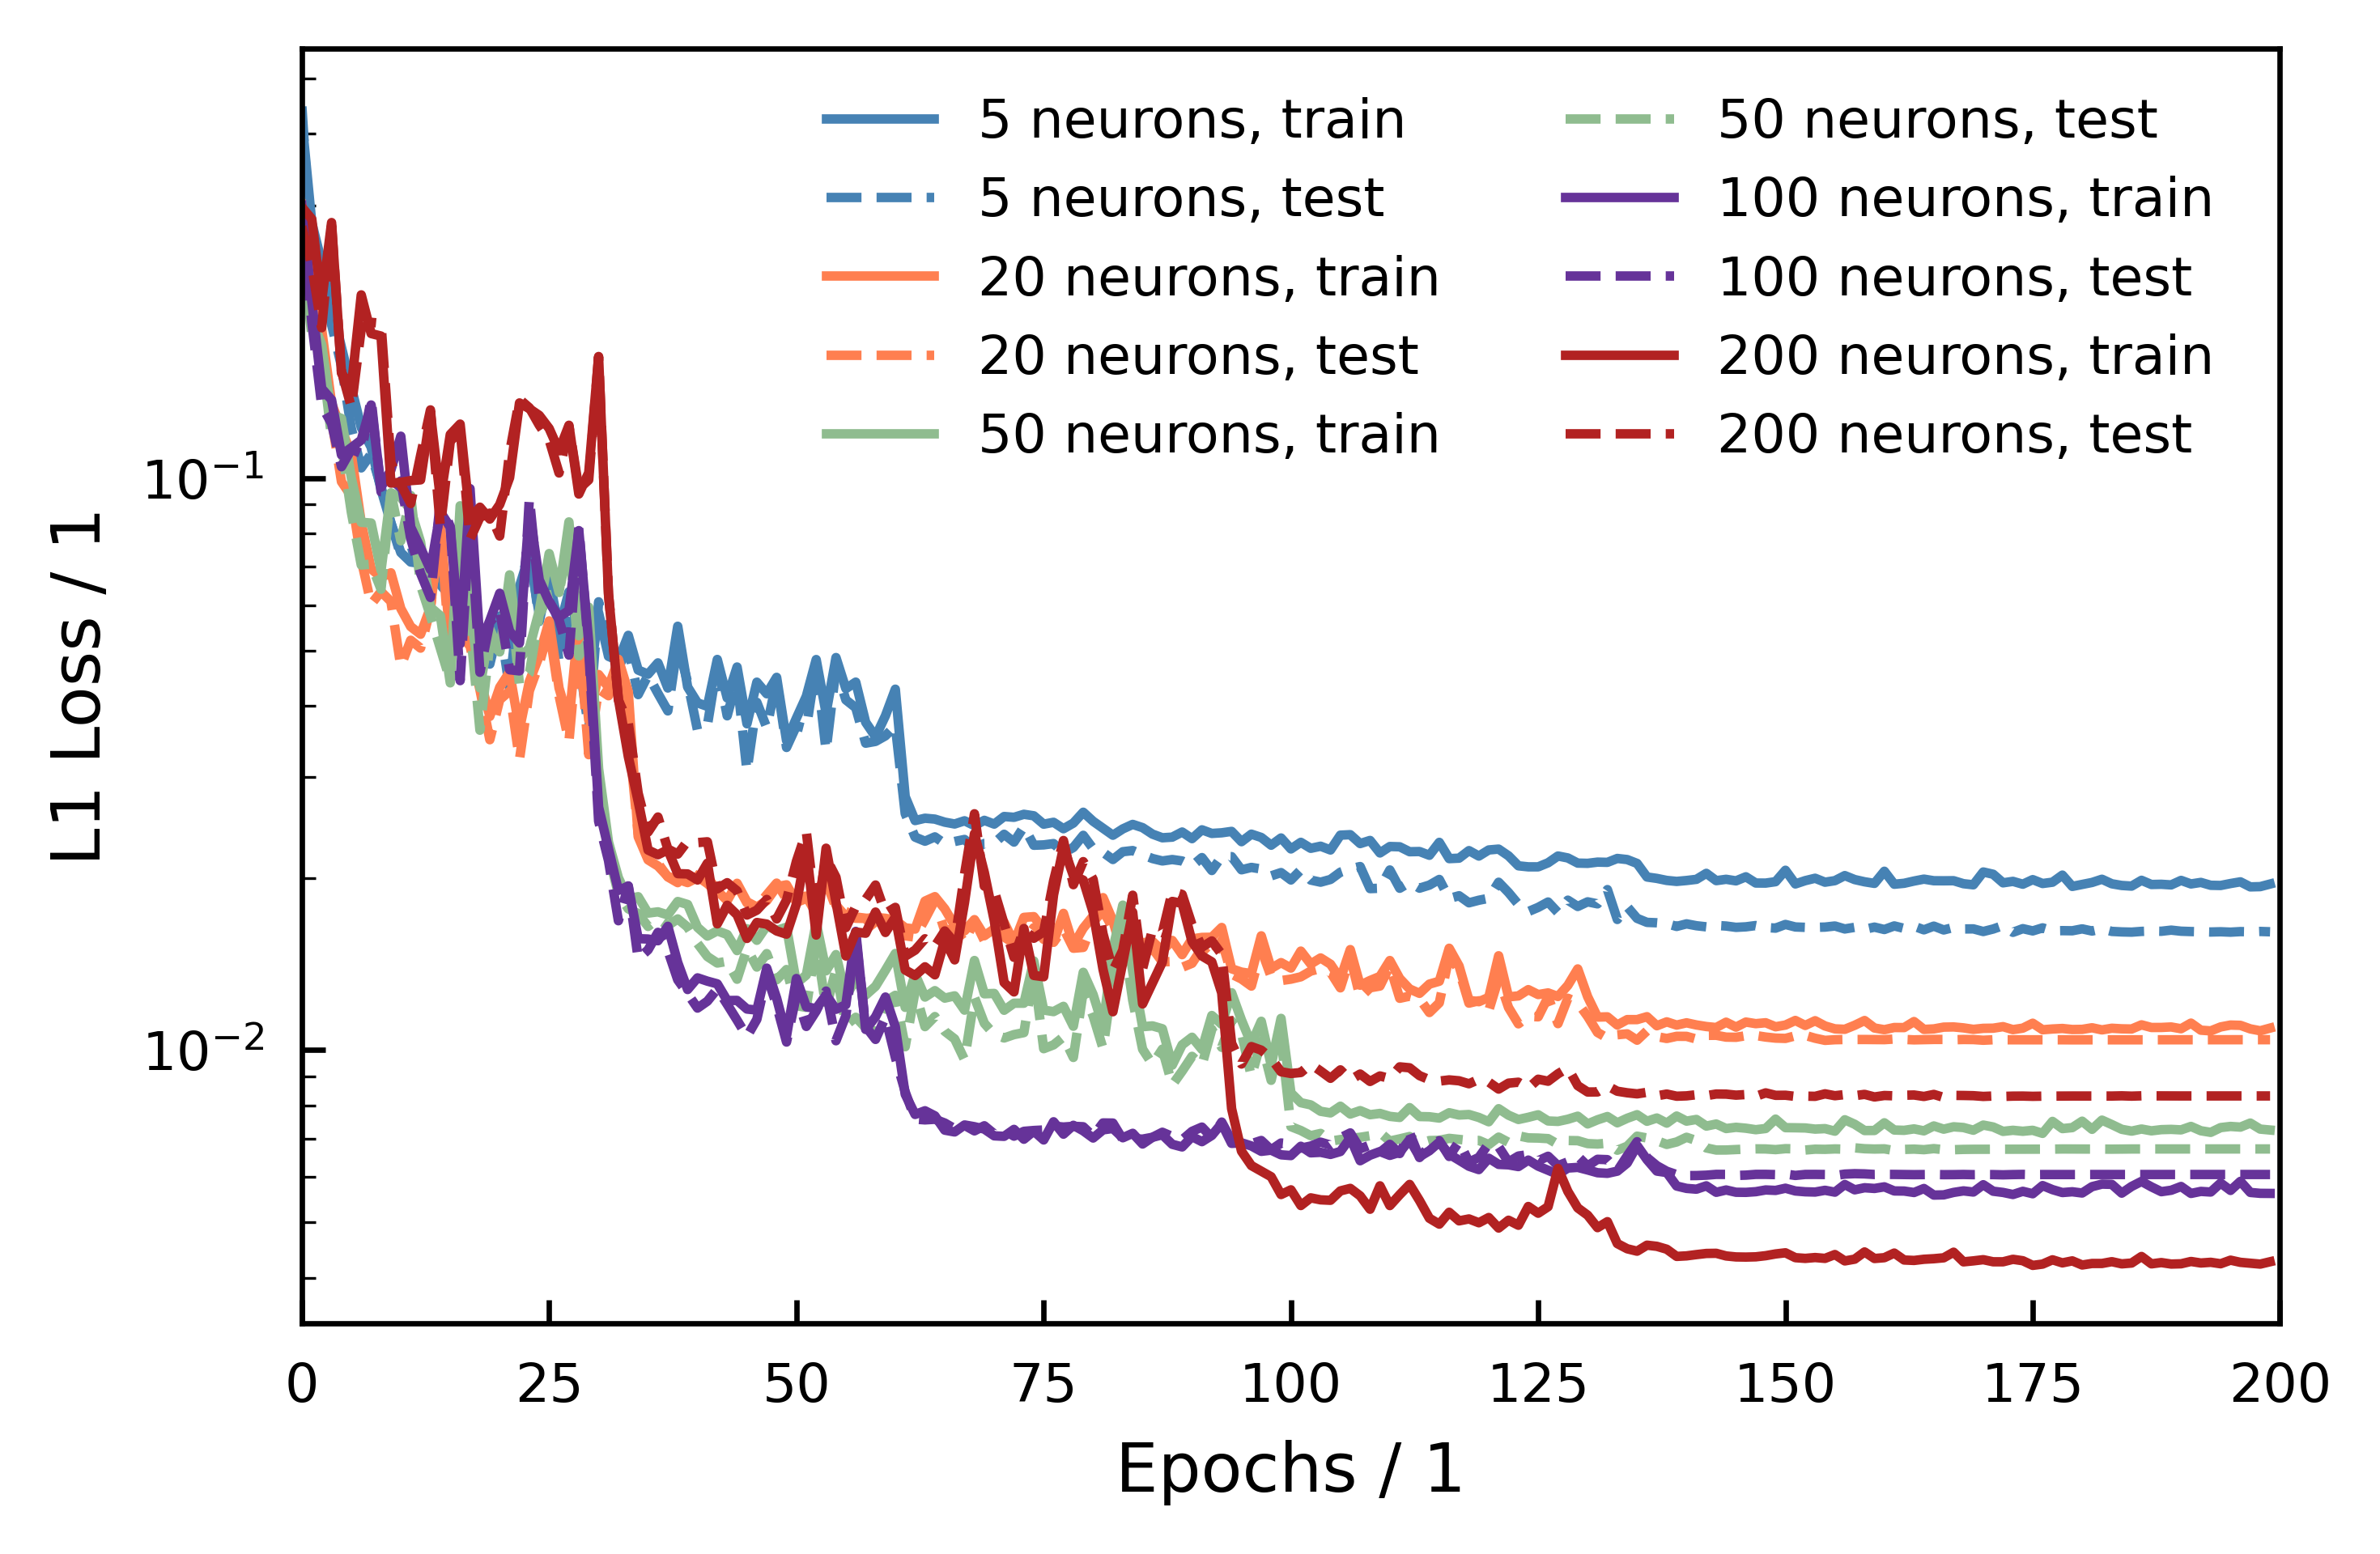 5 neurons, train
5 neurons, test
20 neurons, train
20 neurons, test
50 neurons, train
50 neurons, test
100 neurons, train
100 neurons, test
200 neurons, train
200 neurons, test
L1 Loss / 1
10⁻¹
10⁻²
0 25 50 75 100 125 150 175 200
Epochs / 1